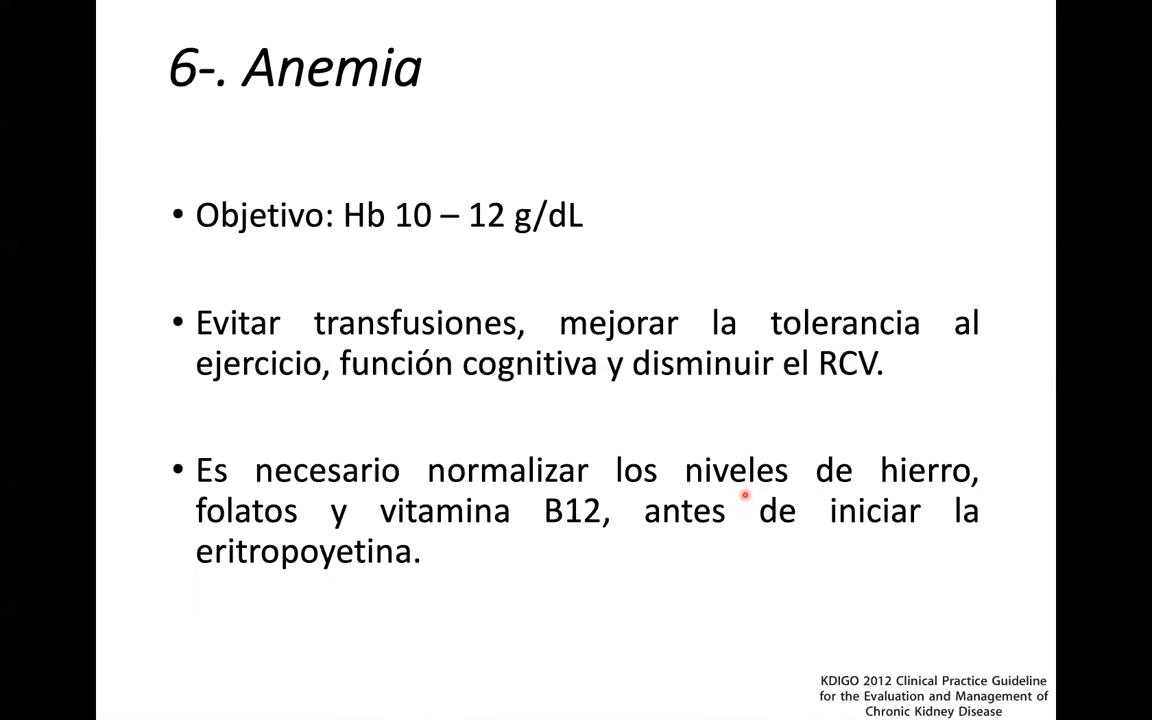 6-. Anemia
• Objetivo: Hb 10 – 12 g/dL
• Evitar transfusiones, mejorar la tolerancia al
ejercicio, función cognitiva y disminuir el RCV.
• Es necesario normalizar los niveles de hierro,
folatos y vitamina B12, antes de iniciar la
eritropoyetina.
KDIGO 2012 Clinical Practice Guideline
for the Evaluation and Management of
Chronic Kidney Disease